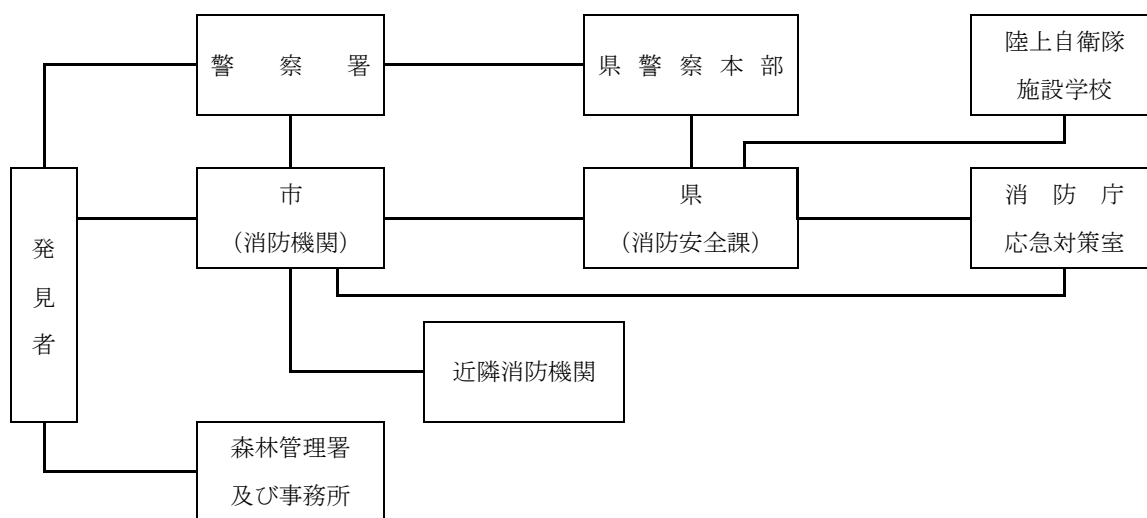 警察署
県警察本部
陸上自衛隊
施設学校
発見者
市
（消防機関）
県
（消防安全課）
消防庁
応急対策室
近隣消防機関
森林管理署
及び事務所